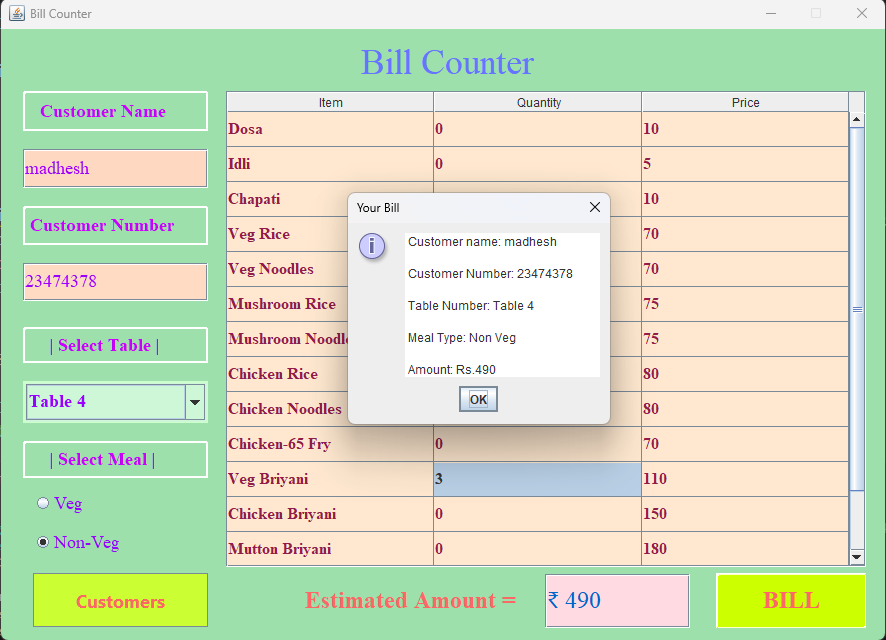 Bill Counter
Bill Counter
Customer Name
madhesh
Customer Number
23474378
| Select Table |
Table 4
| Select Meal |
Veg
Non-Veg
Customers
Item Quantity Price
Dosa 0 10
Idli 0 5
Chapati 10
Veg Rice 70
Veg Noodles 70
Mushroom Rice 75
Mushroom Noodle 75
Chicken Rice 80
Chicken Noodles 80
Chicken-65 Fry 0 70
Veg Briyani 3 110
Chicken Briyani 0 150
Mutton Briyani 0 180
Your Bill
Customer name: madhesh
Customer Number: 23474378
Table Number: Table 4
Meal Type: Non Veg
Amount: Rs.490
OK
Estimated Amount = ₹ 490
BILL